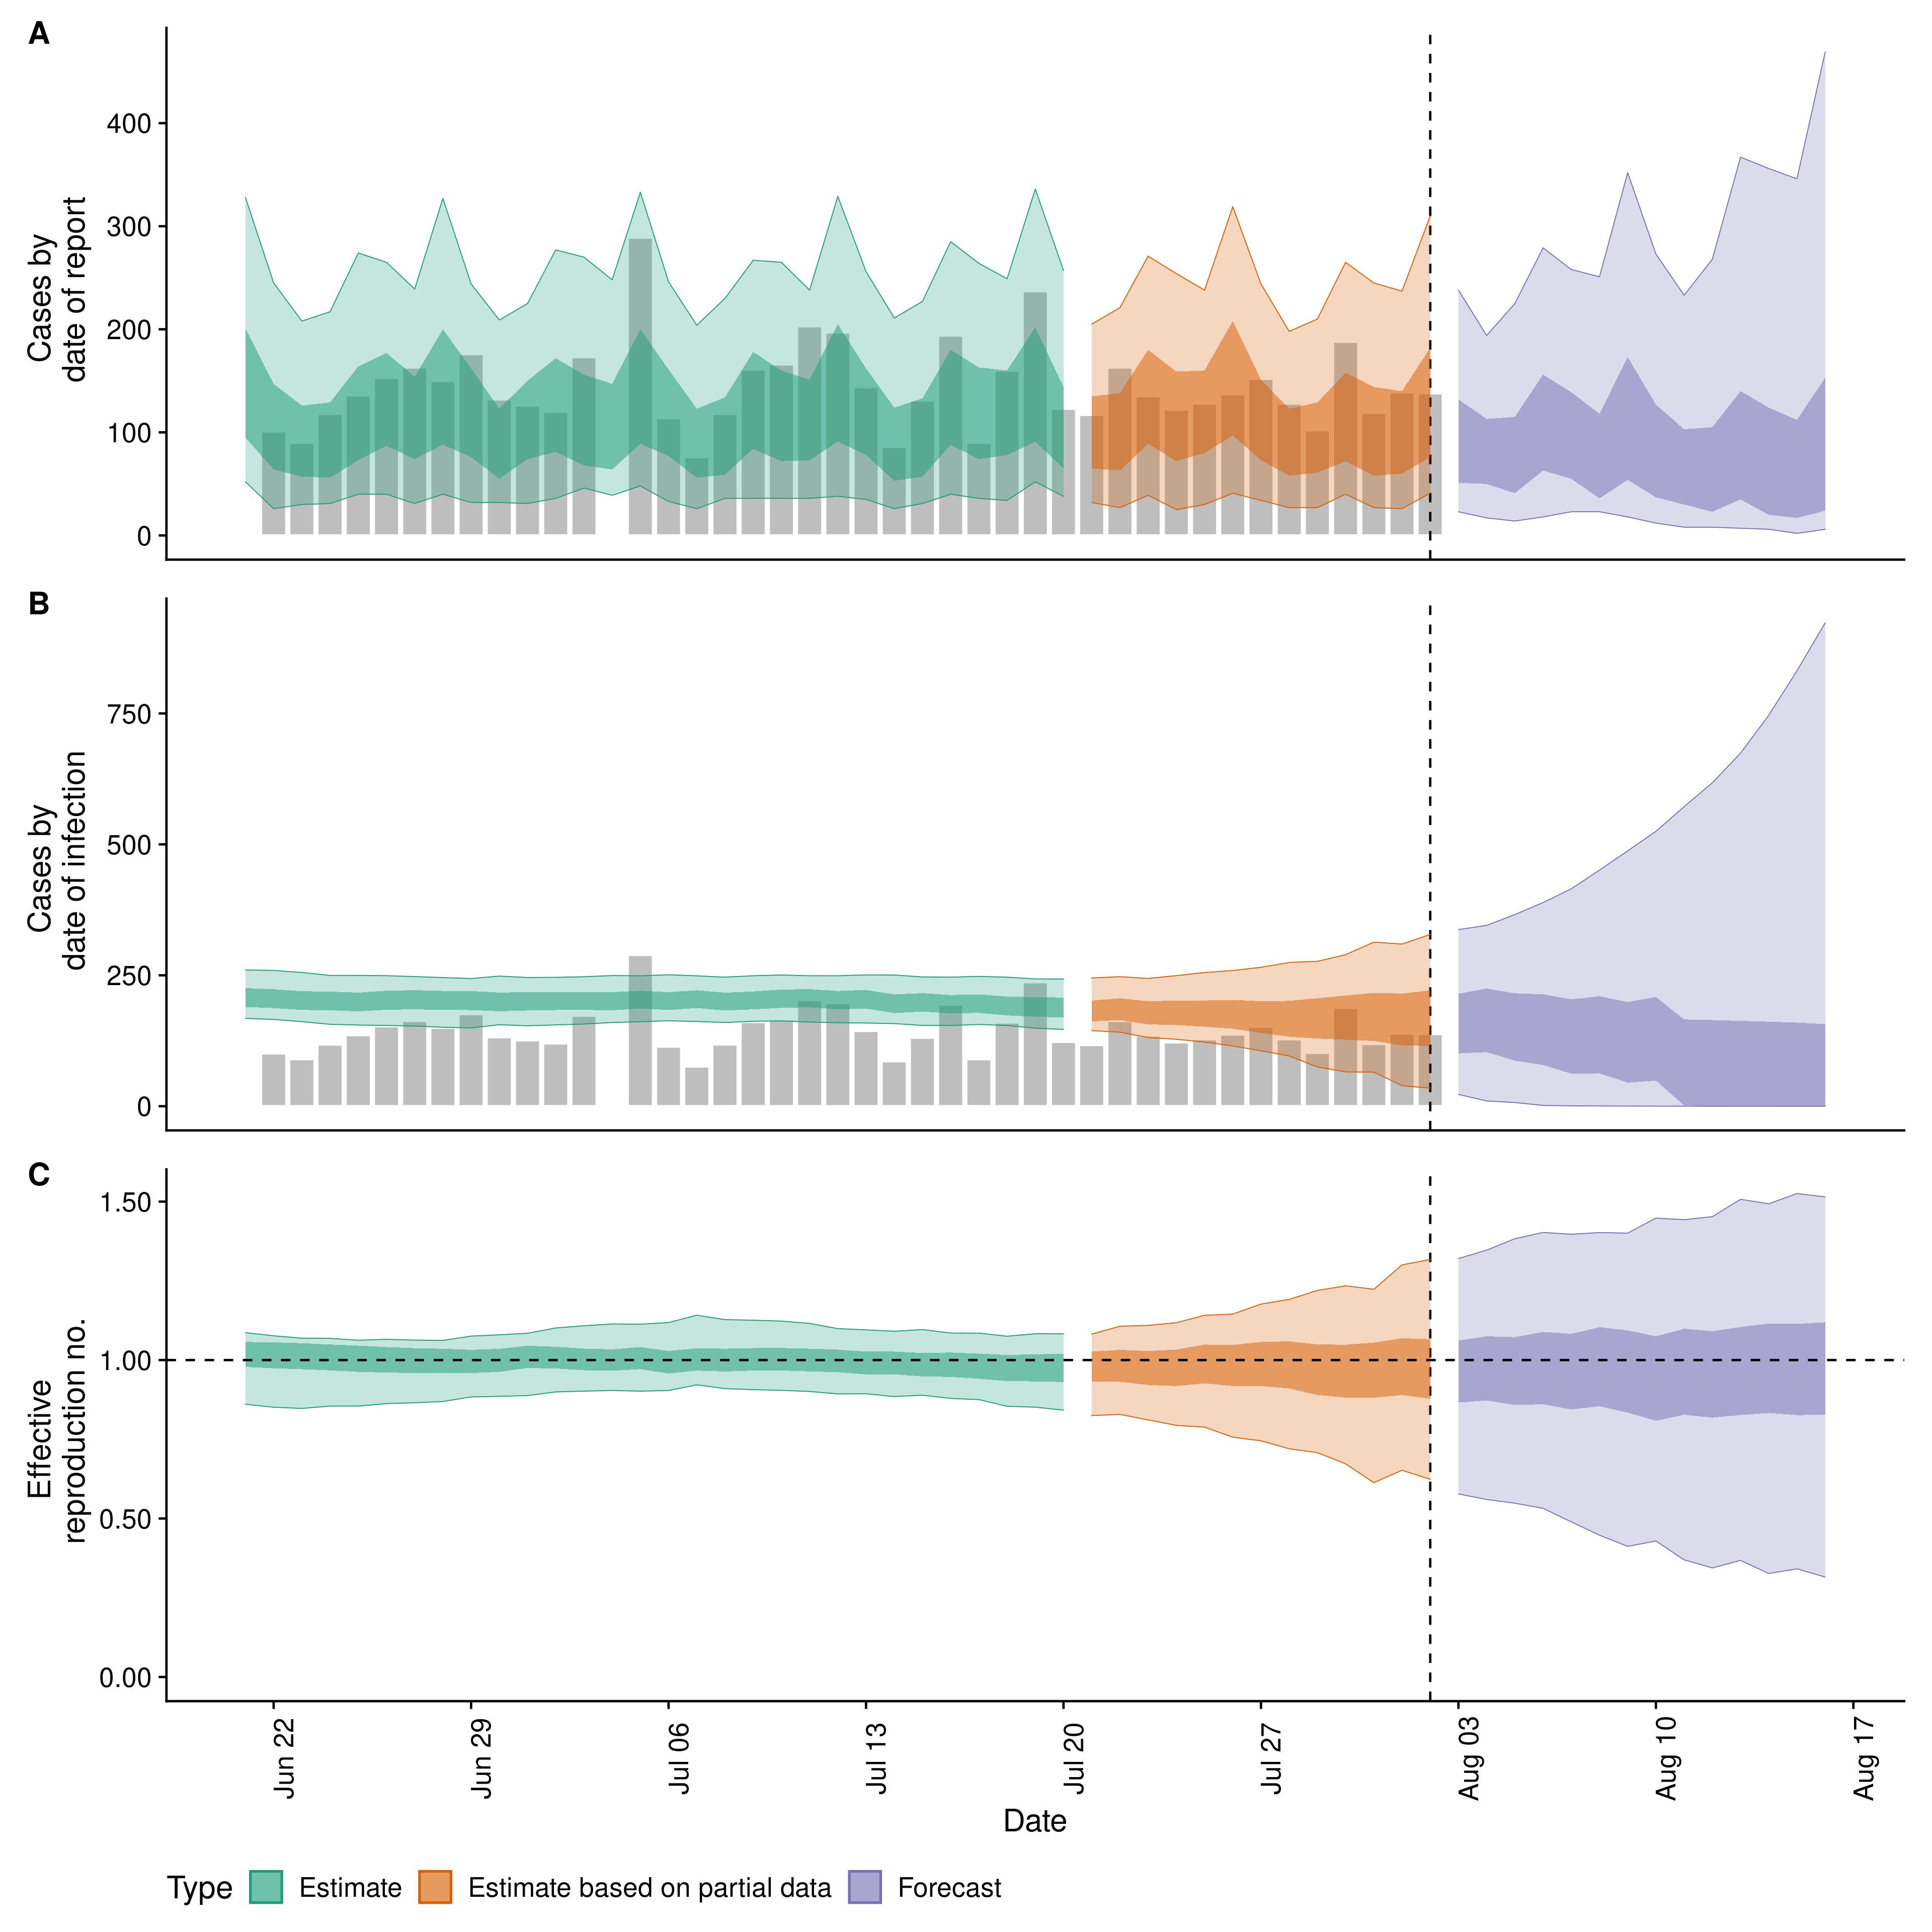 A
Cases by
date of report
400
300
200
100
0
B
Cases by
date of infection
750
500
250
0
C
Effective
reproduction no.
1.50
1.00
0.50
0.00
Jun 22
Jun 29
Jul 06
Jul 13
Jul 20
Jul 27
Aug 03
Aug 10
Aug 17
Date
Type
Estimate
Estimate based on partial data
Forecast